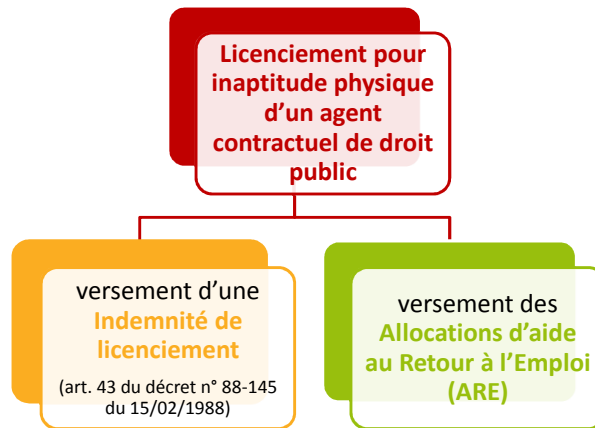 Licenciement pour
inaptitude physique
d'un agent
contractuel de droit
public
versement d'une
Indemnité de
licenciement
(art. 43 du décret n° 88-145
du 15/02/1988)
versement des
Allocations d'aide
au Retour à l'Emploi
(ARE)